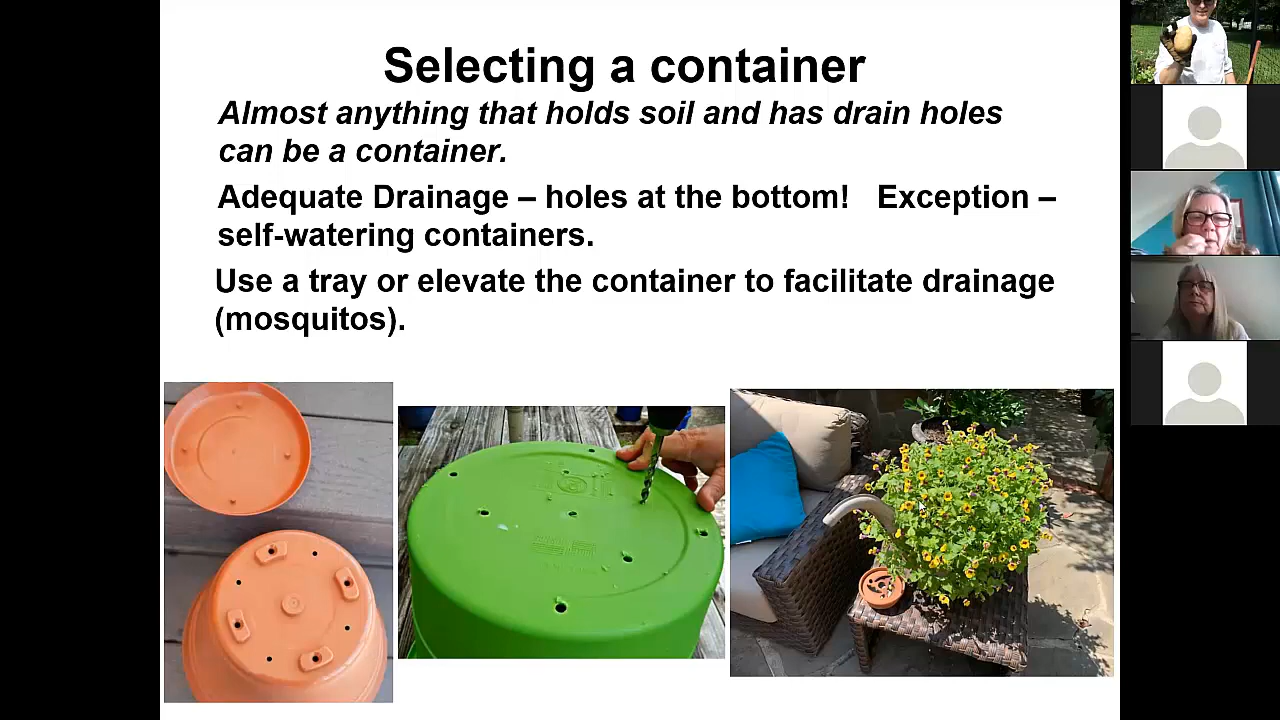 Selecting a container
Almost anything that holds soil and has drain holes
can be a container.
Adequate Drainage – holes at the bottom!   Exception –
self-watering containers.
Use a tray or elevate the container to facilitate drainage
(mosquitos).